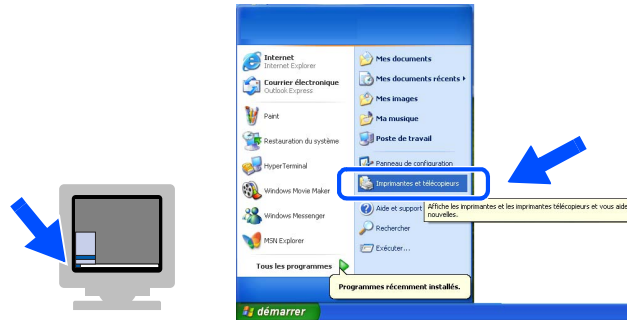 Internet
Internet Explorer
Courrier électronique
Outlook Express
Paint
Restauration du système
HyperTerminal
Windows Movie Maker
Windows Messenger
MSN Explorer
Tous les programmes
Mes documents
Mes documents récents
Mes images
Ma musique
Poste de travail
Panneau de configuration
Imprimantes et télécopieurs
Aide et support
Rechercher
Exécuter...
Affiche les imprimantes et les imprimantes télécopieurs et vous aide
nouvelles.
Programmes récemment installés.
démarrer